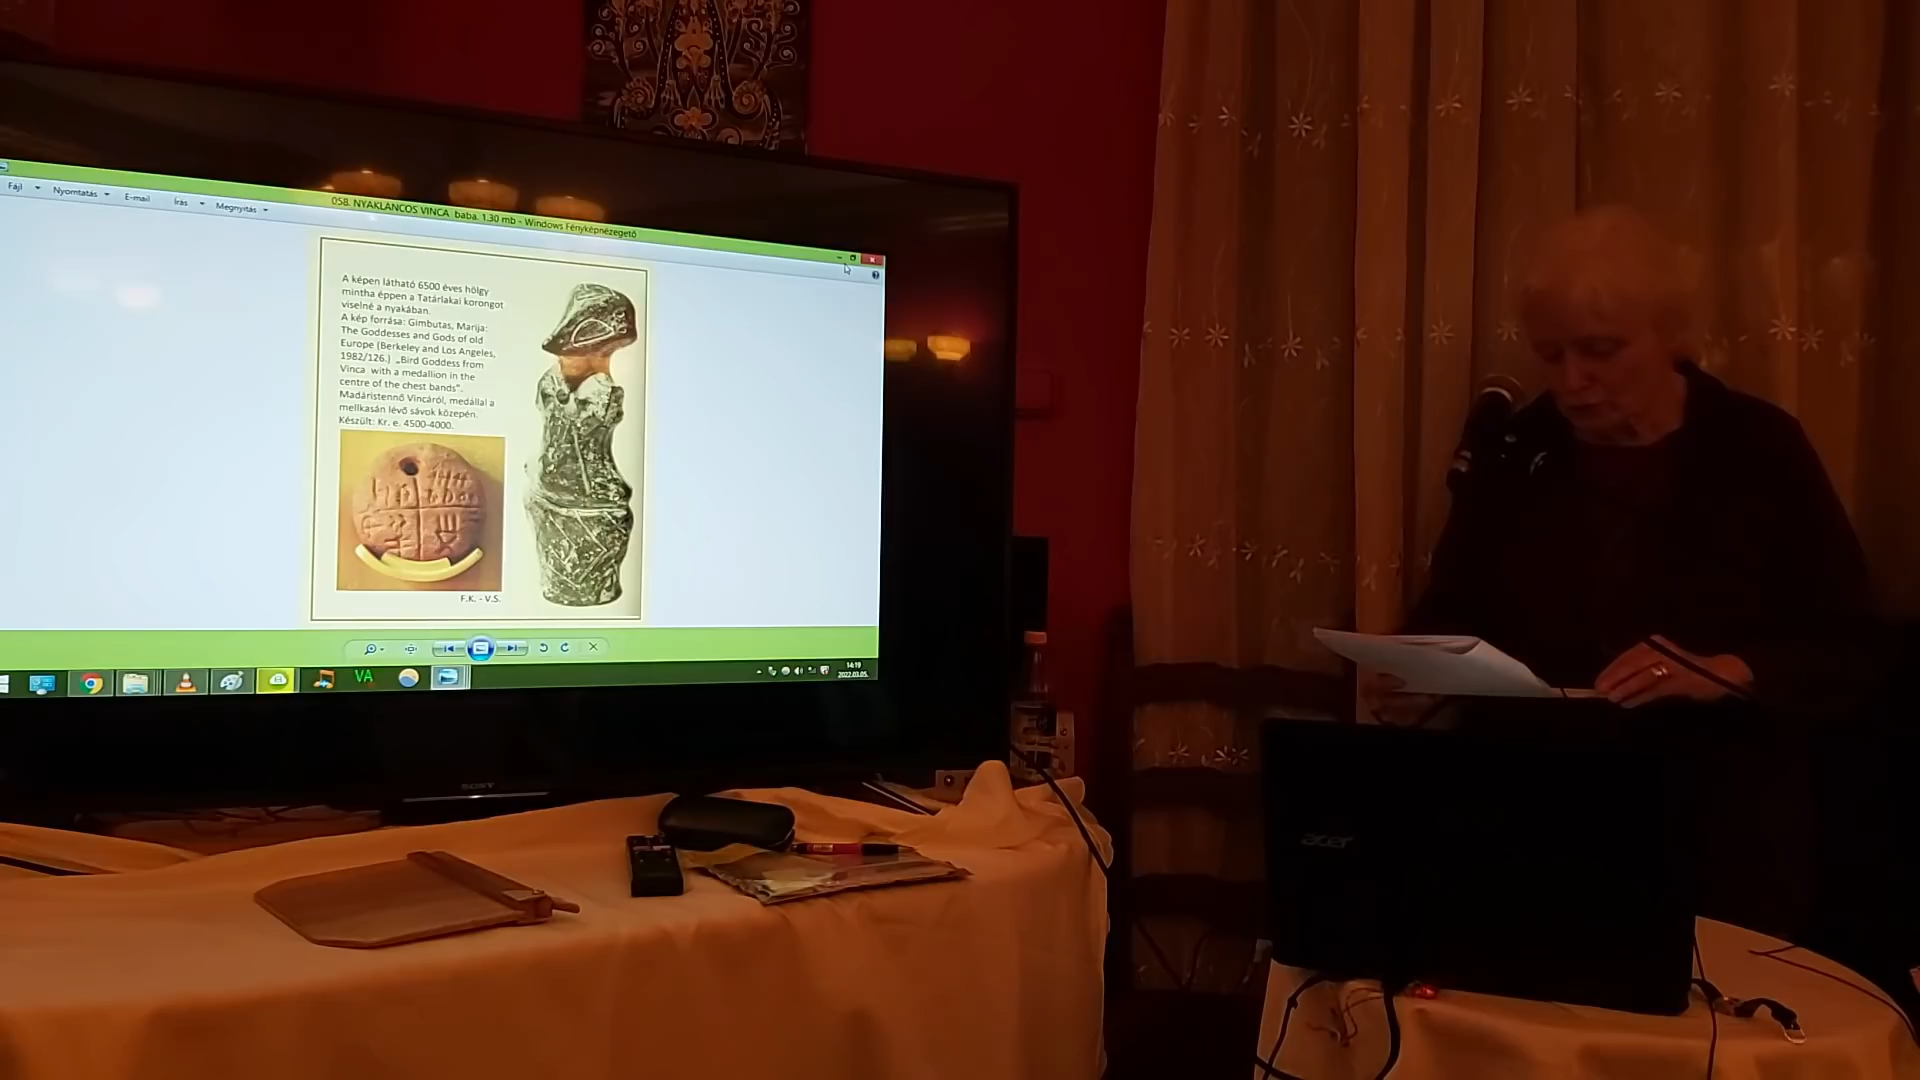 058. NYAKLÁNCOS VINCA baba. 1.30 mb - Windows Fényképnézegető
Fájl Nyomtatás E-mail Írás Megnyitás
A képen látható 6500 éves hölgy
mintha éppen a Tatárlakai korongot
viselné a nyakában.
A kép forrása: Gimbutas, Marija:
The Goddesses and Gods of old
Europe (Berkeley and Los Angeles,
1982/126.) „Bird Goddess from
Vinca with a medallion in the
centre of the chest bands".
Madáristennő Vincáról, medállal a
mellkasán lévő sávok közepén.
Készült: Kr. e. 4500-4000.
F.K. - V.S.
VA
14:19
2022.03.05.
SONY
acer